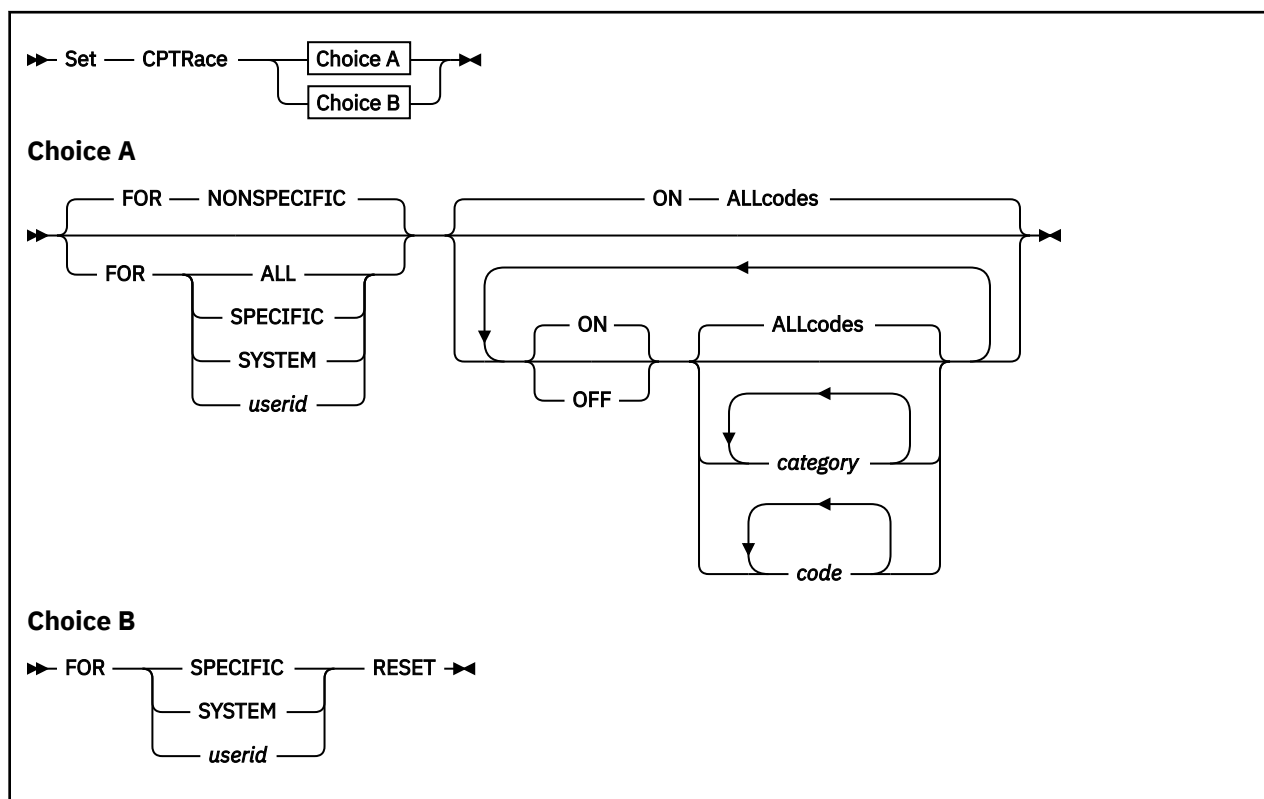 Set CPTRace Choice A
Choice B
Choice A
FOR NONSPECIFIC ON ALLcodes
FOR ALL
SPECIFIC
SYSTEM
userid
ON ALLcodes
OFF
category
code
Choice B
FOR SPECIFIC RESET
SYSTEM
userid